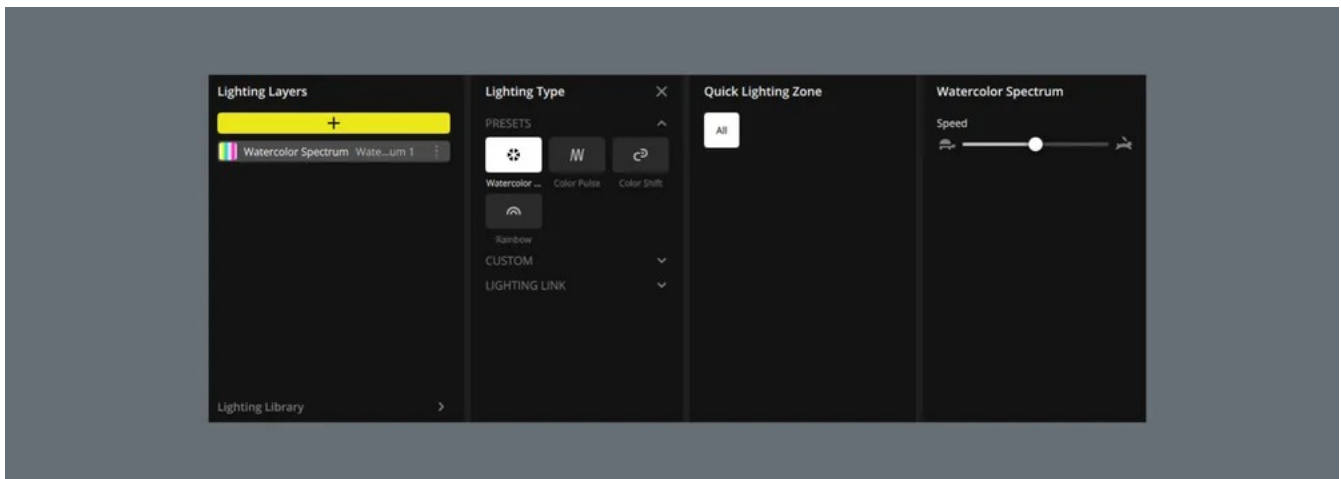 Lighting Layers
+
Watercolor Spectrum Wate...um 1
Lighting Library
Lighting Type
PRESETS
Watercolor ...
Color Pulse
Color Shift
Rainbow
CUSTOM
LIGHTING LINK
Quick Lighting Zone
All
Watercolor Spectrum
Speed